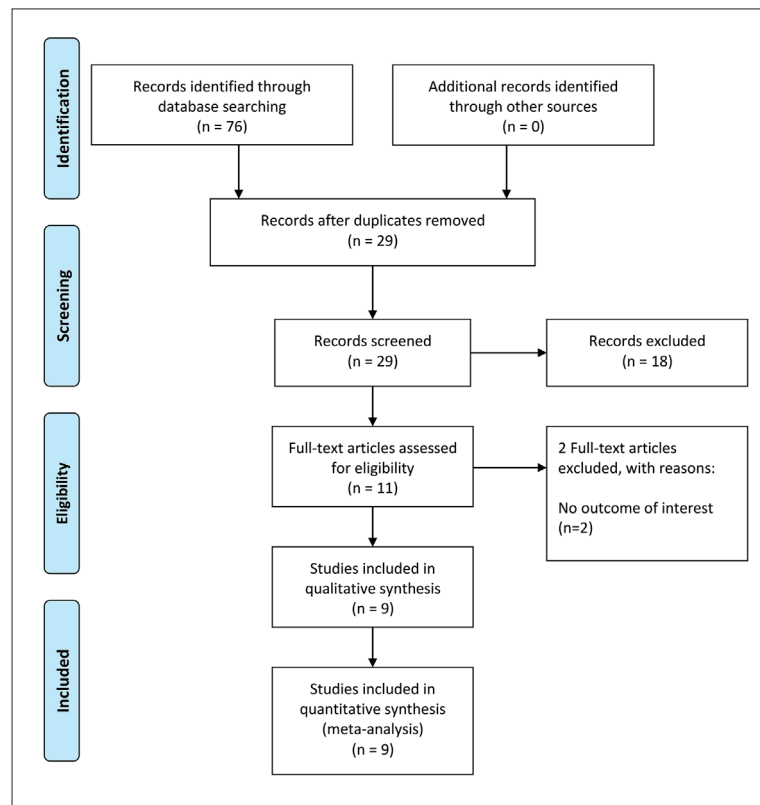 Identification
Records identified through
database searching
(n = 76)
Additional records identified
through other sources
(n = 0)
Records after duplicates removed
(n = 29)
Screening
Records screened
(n = 29)
Records excluded
(n = 18)
Eligibility
Full-text articles assessed
for eligibility
(n = 11)
2 Full-text articles
excluded, with reasons:
No outcome of interest
(n=2)
Studies included in
qualitative synthesis
(n = 9)
Included
Studies included in
quantitative synthesis
(meta-analysis)
(n = 9)